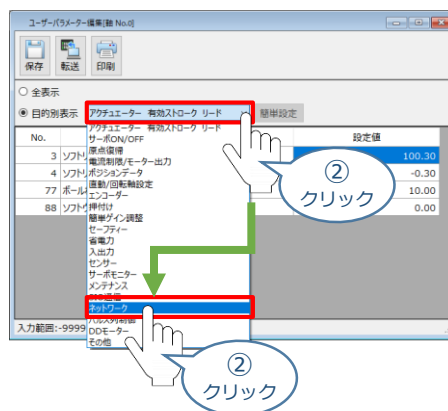 ユーザーパラメーター編集[軸 No.0]
保存 転送 印刷
全表示
目的別表示 アクチュエーター 有効ストローク リード 簡単設定
No. 設定値
3 ソフトリ 100.30
4 ソフトリ -0.30
77 ボール 10.00
88 ソフトリ 0.00
アクチュエーター 有効ストローク リード
サーボON/OFF
原点復帰
電流制限/モーター出力
ポジションデータ
直動/回転軸設定
エンコーダー
押付け
簡単ゲイン調整
セーフティー
省電力
入出力
センサー
サーボモニター
メンテナンス
ネットワーク
パルス列制御
DDモーター
その他
入力範囲:-9999
②
クリック
②
クリック